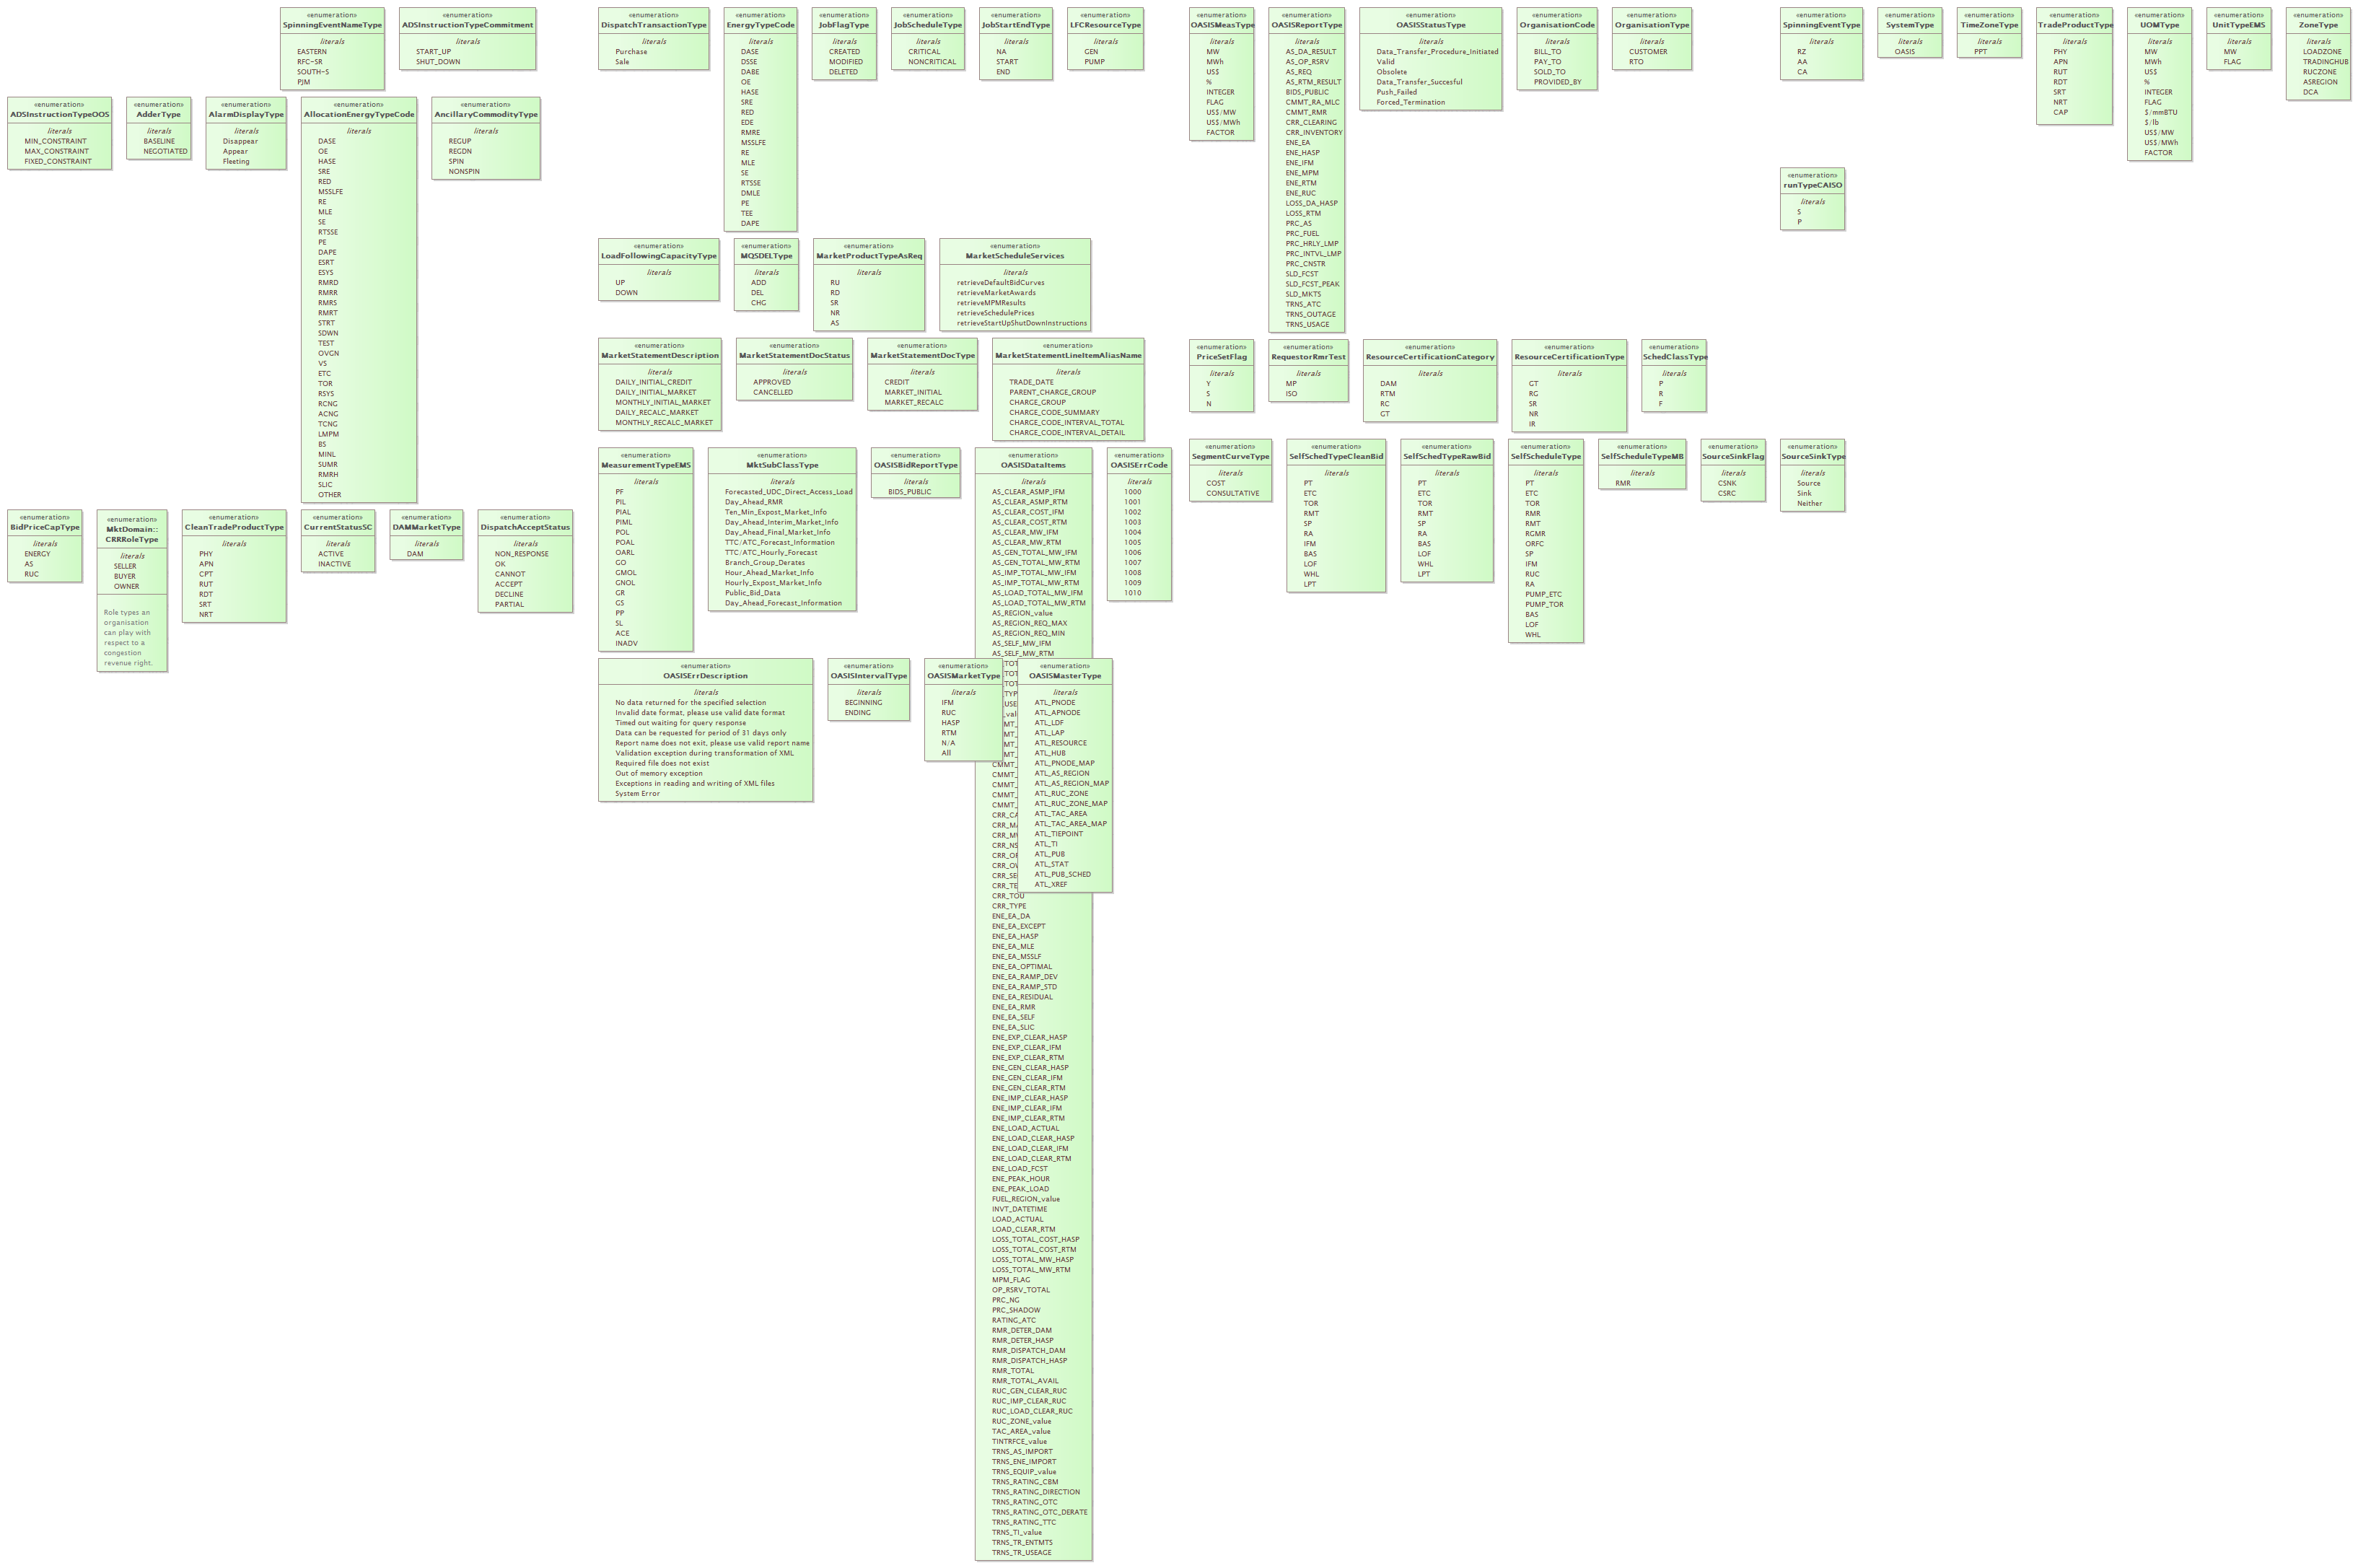 «enumeration»
SpinningEventNameType
literals
EASTERN
RFC-SR
SOUTH-S
PJM
«enumeration»
ADSInstructionTypeCommitment
literals
START_UP
SHUT_DOWN
«enumeration»
DispatchTransactionType
literals
Purchase
Sale
«enumeration»
EnergyTypeCode
literals
DASE
DSSE
DABE
OE
HASE
SRE
RED
EDE
RMRE
MSSLFE
RE
MLE
SE
RTSSE
DMLE
PE
TEE
DAPE
«enumeration»
JobFlagType
literals
CREATED
MODIFIED
DELETED
«enumeration»
JobScheduleType
literals
CRITICAL
NONCRITICAL
«enumeration»
JobStartEndType
literals
NA
START
END
«enumeration»
LFCResourceType
literals
GEN
PUMP
«enumeration»
OASISMeasType
literals
MW
MWh
US$
%
INTEGER
FLAG
US$/MW
US$/MWh
FACTOR
«enumeration»
OASISReportType
literals
AS_DA_RESULT
AS_OP_RSRV
AS_REQ
AS_RTM_RESULT
BIDS_PUBLIC
CMMT_RA_MLC
CMMT_RMR
CRR_CLEARING
CRR_INVENTORY
ENE_EA
ENE_HASP
ENE_IFM
ENE_MPM
ENE_RTM
ENE_RUC
LOSS_DA_HASP
LOSS_RTM
PRC_AS
PRC_FUEL
PRC_HRLY_LMP
PRC_INTVL_LMP
PRC_CNSTR
SLD_FCST
SLD_FCST_PEAK
SLD_MKTS
TRNS_ATC
TRNS_OUTAGE
TRNS_USAGE
«enumeration»
OASISStatusType
literals
Data_Transfer_Procedure_Initiated
Valid
Obsolete
Data_Transfer_Succesful
Push_Failed
Forced_Termination
«enumeration»
OrganisationCode
literals
BILL_TO
PAY_TO
SOLD_TO
PROVIDED_BY
«enumeration»
OrganisationType
literals
CUSTOMER
RTO
«enumeration»
SpinningEventType
literals
RZ
AA
CA
«enumeration»
SystemType
literals
OASIS
«enumeration»
TimeZoneType
literals
PPT
«enumeration»
TradeProductType
literals
PHY
APN
RUT
RDT
SRT
NRT
CAP
«enumeration»
UOMType
literals
MW
MWh
US$
%
INTEGER
FLAG
$/mmBTU
$/lb
US$/MW
US$/MWh
FACTOR
«enumeration»
UnitTypeEMS
literals
MW
FLAG
«enumeration»
ZoneType
literals
LOADZONE
TRADINGHUB
RUCZONE
ASREGION
DCA
«enumeration»
ADSInstructionTypeOOS
literals
MIN_CONSTRAINT
MAX_CONSTRAINT
FIXED_CONSTRAINT
«enumeration»
AdderType
literals
BASELINE
NEGOTIATED
«enumeration»
AlarmDisplayType
literals
Disappear
Appear
Fleeting
«enumeration»
AllocationEnergyTypeCode
literals
DASE
OE
HASE
SRE
RED
MSSLFE
RE
MLE
SE
RTSSE
PE
DAPE
ESRT
ESYS
RMRD
RMRR
RMRS
RMRT
STRT
SDWN
TEST
OVGN
VS
ETC
TOR
RSYS
RCNG
ACNG
TCNG
LMPM
BS
MINL
SUMR
RMRH
SLIC
OTHER
«enumeration»
AncillaryCommodityType
literals
REGUP
REGDN
SPIN
NONSPIN
«enumeration»
runTypeCAISO
literals
S
P
«enumeration»
LoadFollowingCapacityType
literals
UP
DOWN
«enumeration»
MQSDELType
literals
ADD
DEL
CHG
«enumeration»
MarketProductTypeAsReq
literals
RU
RD
SR
NR
AS
«enumeration»
MarketScheduleServices
literals
retrieveDefaultBidCurves
retrieveMarketAwards
retrieveMPMResults
retrieveSchedulePrices
retrieveStartUpShutDownInstructions
«enumeration»
MarketStatementDescription
literals
DAILY_INITIAL_CREDIT
DAILY_INITIAL_MARKET
MONTHLY_INITIAL_MARKET
DAILY_RECALC_MARKET
MONTHLY_RECALC_MARKET
«enumeration»
MarketStatementDocStatus
literals
APPROVED
CANCELLED
«enumeration»
MarketStatementDocType
literals
CREDIT
MARKET_INITIAL
MARKET_RECALC
«enumeration»
MarketStatementLineItemAliasName
literals
TRADE_DATE
PARENT_CHARGE_GROUP
CHARGE_GROUP
CHARGE_CODE_SUMMARY
CHARGE_CODE_INTERVAL_TOTAL
CHARGE_CODE_INTERVAL_DETAIL
«enumeration»
PriceSetFlag
literals
Y
S
N
«enumeration»
RequestorRmrTest
literals
MP
ISO
«enumeration»
ResourceCertificationCategory
literals
DAM
RTM
RC
GT
«enumeration»
ResourceCertificationType
literals
GT
RG
SR
NR
IR
«enumeration»
SchedClassType
literals
P
R
F
«enumeration»
MeasurementTypeEMS
literals
PF
PIL
PIAL
PIML
POL
POAL
OARL
GO
GMOL
GNOL
GR
GS
PP
SL
ACE
INADV
«enumeration»
MktSubClassType
literals
Forecasted_UDC_Direct_Access_Load
Day_Ahead_RMR
Ten_Min_Expost_Market_Info
Day_Ahead_Interim_Market_Info
Day_Ahead_Final_Market_Info
TTC/ATC_Forecast_Information
TTC/ATC_Hourly_Forecast
Branch_Group_Derates
Hour_Ahead_Market_Info
Hourly_Expost_Market_Info
Public_Bid_Data
Day_Ahead_Forecast_Information
«enumeration»
OASISBidReportType
literals
BIDS_PUBLIC
«enumeration»
OASISDataItems
literals
AS_CLEAR_ASMP_IFM
AS_CLEAR_ASMP_RTM
AS_CLEAR_COST_IFM
AS_CLEAR_COST_RTM
AS_CLEAR_MW_IFM
AS_CLEAR_MW_RTM
AS_GEN_TOTAL_MW_IFM
AS_GEN_TOTAL_MW_RTM
AS_IMP_TOTAL_MW_IFM
AS_IMP_TOTAL_MW_RTM
AS_LOAD_TOTAL_MW_IFM
AS_LOAD_TOTAL_MW_RTM
AS_REGION_value
AS_REGION_REQ_MAX
AS_REGION_REQ_MIN
AS_SELF_MW_IFM
AS_SELF_MW_RTM
CRR_TOU
CRR_TYPE
ENE_EA_DA
ENE_EA_EXCEPT
ENE_EA_HASP
ENE_EA_MLE
ENE_EA_MSSLF
ENE_EA_OPTIMAL
ENE_EA_RAMP_DEV
ENE_EA_RAMP_STD
ENE_EA_RESIDUAL
ENE_EA_RMR
ENE_EA_SELF
ENE_EA_SLIC
ENE_EXP_CLEAR_HASP
ENE_EXP_CLEAR_IFM
ENE_EXP_CLEAR_RTM
ENE_GEN_CLEAR_HASP
ENE_GEN_CLEAR_IFM
ENE_GEN_CLEAR_RTM
ENE_IMP_CLEAR_HASP
ENE_IMP_CLEAR_IFM
ENE_IMP_CLEAR_RTM
ENE_LOAD_ACTUAL
ENE_LOAD_CLEAR_HASP
ENE_LOAD_CLEAR_IFM
ENE_LOAD_CLEAR_RTM
ENE_LOAD_FCST
ENE_PEAK_HOUR
ENE_PEAK_LOAD
FUEL_REGION_value
INVT_DATETIME
LOAD_ACTUAL
LOAD_CLEAR_RTM
LOSS_TOTAL_COST_HASP
LOSS_TOTAL_COST_RTM
LOSS_TOTAL_MW_HASP
LOSS_TOTAL_MW_RTM
MPM_FLAG
OP_RSRV_TOTAL
PRC_NG
PRC_SHADOW
RATING_ATC
RMR_DETER_DAM
RMR_DETER_HASP
RMR_DISPATCH_DAM
RMR_DISPATCH_HASP
RMR_TOTAL
RMR_TOTAL_AVAIL
RUC_GEN_CLEAR_RUC
RUC_IMP_CLEAR_RUC
RUC_LOAD_CLEAR_RUC
RUC_ZONE_value
TAC_AREA_value
TINTRFCE_value
TRNS_AS_IMPORT
TRNS_ENE_IMPORT
TRNS_EQUIP_value
TRNS_RATING_CBM
TRNS_RATING_DIRECTION
TRNS_RATING_OTC
TRNS_RATING_OTC_DERATE
TRNS_RATING_TTC
TRNS_TI_value
TRNS_TR_ENTMTS
TRNS_TR_USEAGE
«enumeration»
OASISErrCode
literals
1000
1001
1002
1003
1004
1005
1006
1007
1008
1009
1010
«enumeration»
SegmentCurveType
literals
COST
CONSULTATIVE
«enumeration»
SelfSchedTypeCleanBid
literals
PT
ETC
TOR
RMT
SP
RA
IFM
BAS
LOF
WHL
LPT
«enumeration»
SelfSchedTypeRawBid
literals
PT
ETC
TOR
RMT
SP
RA
BAS
LOF
WHL
LPT
«enumeration»
SelfScheduleType
literals
PT
ETC
TOR
RMR
RMT
RGMR
ORFC
SP
IFM
RUC
RA
PUMP_ETC
PUMP_TOR
BAS
LOF
WHL
«enumeration»
SelfScheduleTypeMB
literals
RMR
«enumeration»
SourceSinkFlag
literals
CSNK
CSRC
«enumeration»
SourceSinkType
literals
Source
Sink
Neither
«enumeration»
BidPriceCapType
literals
ENERGY
AS
RUC
«enumeration»
MktDomain::
CRRRoleType
literals
SELLER
BUYER
OWNER
Role types an
organisation
can play with
respect to a
congestion
revenue right.
«enumeration»
CleanTradeProductType
literals
PHY
APN
CPT
RUT
RDT
SRT
NRT
«enumeration»
CurrentStatusSC
literals
ACTIVE
INACTIVE
«enumeration»
DAMMarketType
literals
DAM
«enumeration»
DispatchAcceptStatus
literals
NON_RESPONSE
OK
CANNOT
ACCEPT
DECLINE
PARTIAL
«enumeration»
OASISErrDescription
literals
No data returned for the specified selection
Invalid date format, please use valid date format
Timed out waiting for query response
Data can be requested for period of 31 days only
Report name does not exit, please use valid report name
Validation exception during transformation of XML
Required file does not exist
Out of memory exception
Exceptions in reading and writing of XML files
System Error
«enumeration»
OASISIntervalType
literals
BEGINNING
ENDING
«enumeration»
OASISMarketType
literals
IFM
RUC
HASP
RTM
N/A
All
«enumeration»
OASISMasterType
literals
ATL_PNODE
ATL_APNODE
ATL_LDF
ATL_LAP
ATL_RESOURCE
ATL_HUB
ATL_PNODE_MAP
ATL_AS_REGION
ATL_AS_REGION_MAP
ATL_RUC_ZONE
ATL_RUC_ZONE_MAP
ATL_TAC_AREA
ATL_TAC_AREA_MAP
ATL_TIEPOINT
ATL_TI
ATL_PUB
ATL_STAT
ATL_PUB_SCHED
ATL_XREF